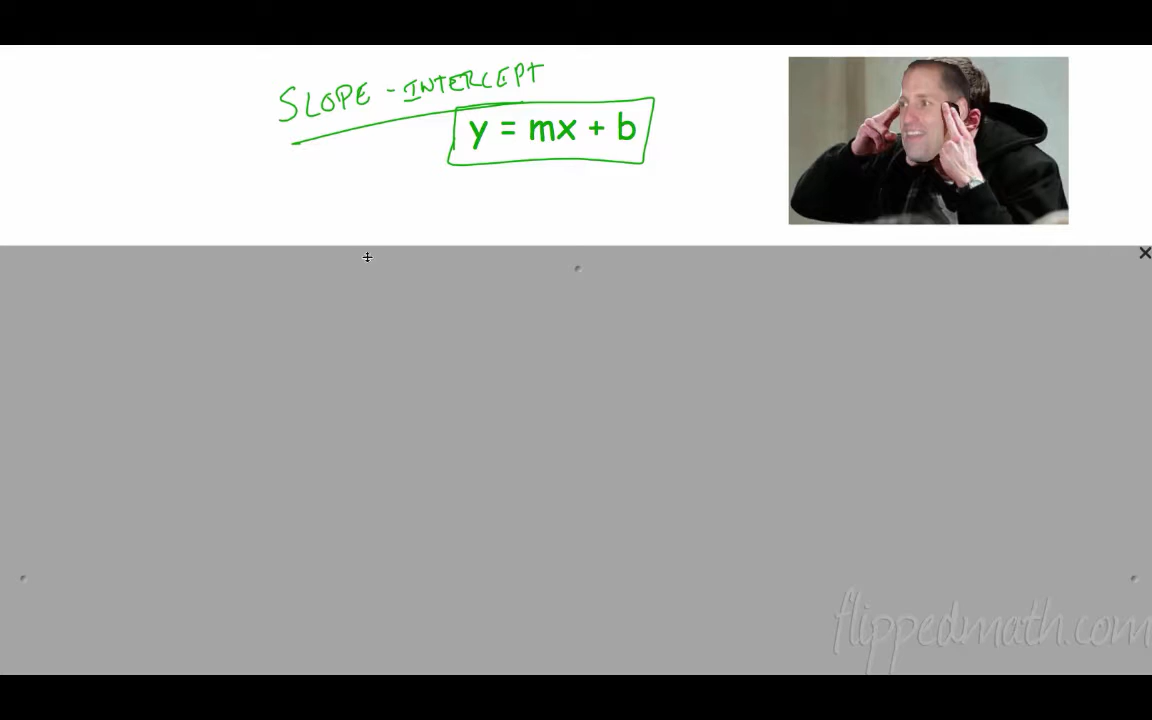 SLOPE - INTERCEPT
y = mx + b
flippedmath.com